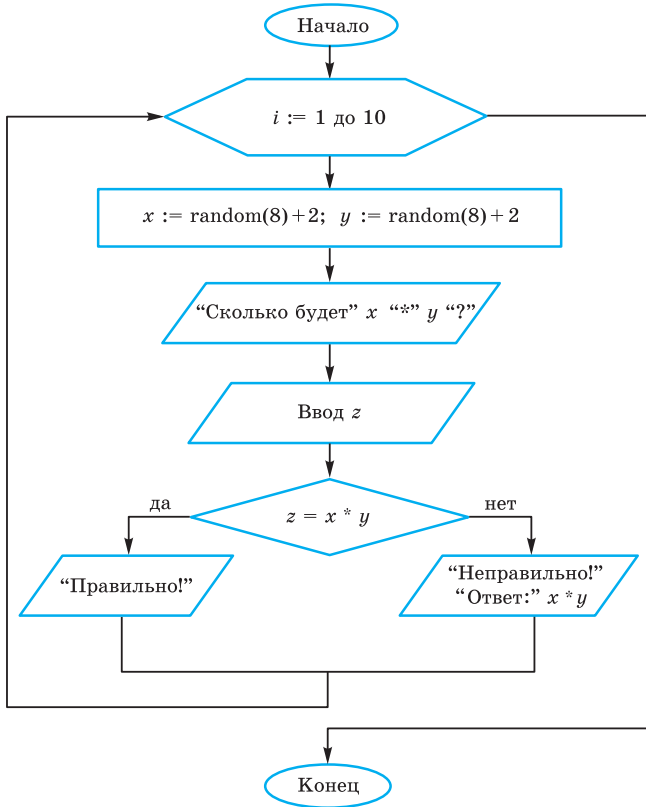 Начало
i := 1 до 10
x := random(8)+2; y := random(8)+2
“Сколько будет” x “*” y “?”
Ввод z
z = x * y
да
нет
“Правильно!”
“Неправильно!”
“Ответ:” x * y
Конец